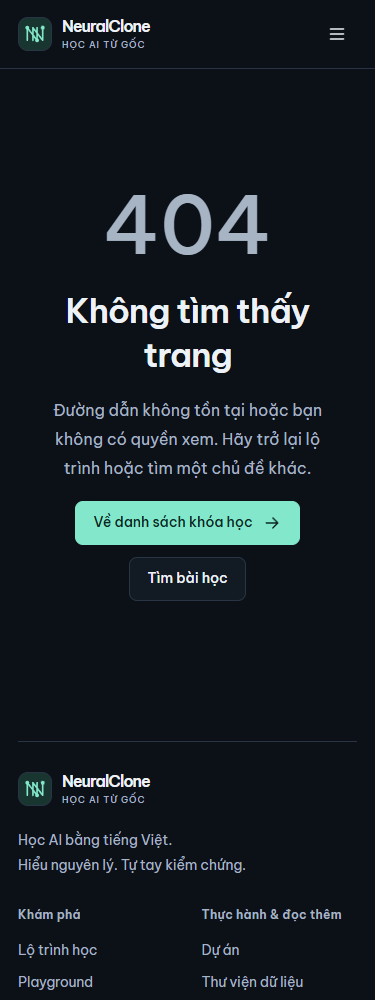 NeuralClone
HỌC AI TỪ GỐC
404
Không tìm thấy
trang
Đường dẫn không tồn tại hoặc bạn
không có quyền xem. Hãy trở lại lộ
trình hoặc tìm một chủ đề khác.
Về danh sách khóa học
Tìm bài học
NeuralClone
HỌC AI TỪ GỐC
Học AI bằng tiếng Việt.
Hiểu nguyên lý. Tự tay kiểm chứng.
Khám phá
Thực hành & đọc thêm
Lộ trình học
Dự án
Playground
Thư viện dữ liệu